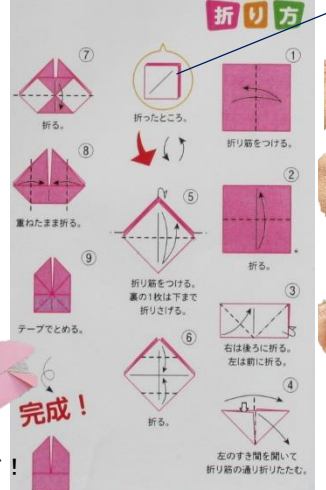 折り方
①
折り筋をつける。
②
折る。
③
右は後ろに折る。
左は前に折る。
④
左のすき間を開いて
折り筋の通り折りたたむ。
折ったところ。
⑤
折り筋をつける。
裏の1枚は下まで
折りさげる。
⑥
折る。
⑦
折る。
⑧
重ねたまま折る。
⑨
テープでとめる。
完成！
！